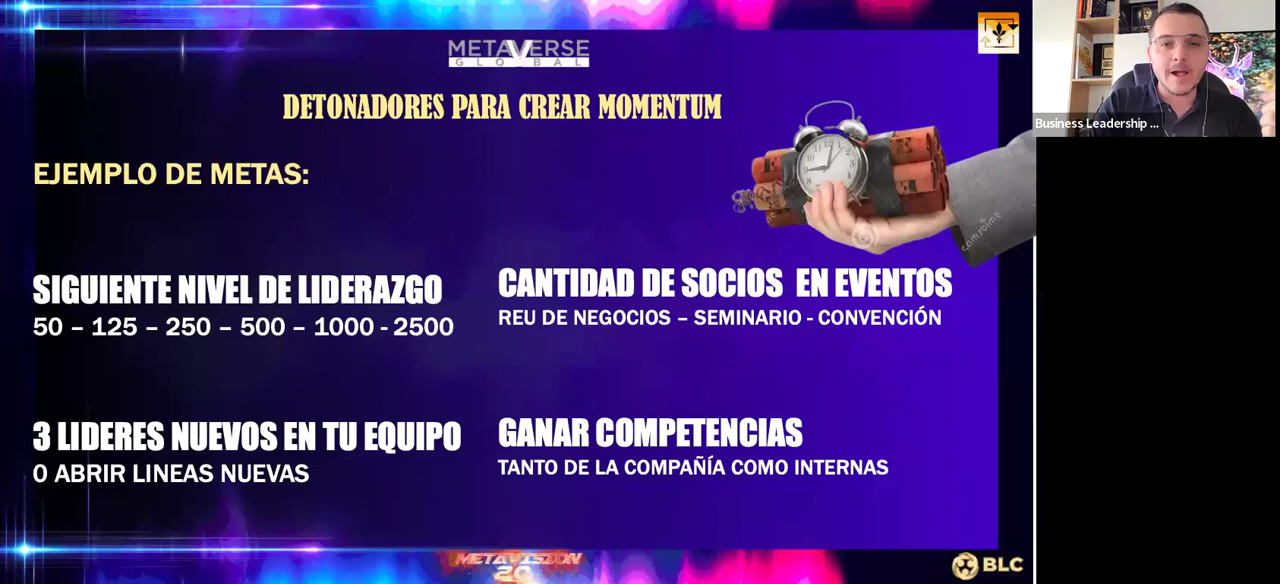 METAVERSE
GLOBAL
DETONADORES PARA CREAR MOMENTUM
EJEMPLO DE METAS:
SIGUIENTE NIVEL DE LIDERAZGO
50 – 125 – 250 – 500 – 1000 - 2500
CANTIDAD DE SOCIOS EN EVENTOS
REU DE NEGOCIOS – SEMINARIO - CONVENCIÓN
3 LIDERES NUEVOS EN TU EQUIPO
O ABRIR LINEAS NUEVAS
GANAR COMPETENCIAS
TANTO DE LA COMPAÑÍA COMO INTERNAS
Business Leadership ...
METAVISION
2.0
BLC